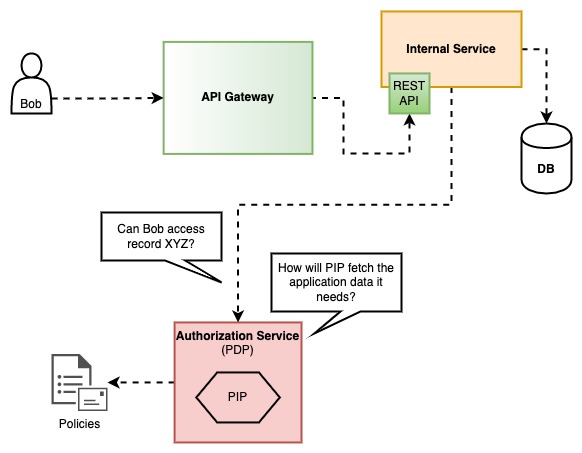 Internal Service
Bob
API Gateway
REST
API
DB
Can Bob access
record XYZ?
How will PIP fetch the
application data it
needs?
Authorization Service
(PDP)
PIP
Policies